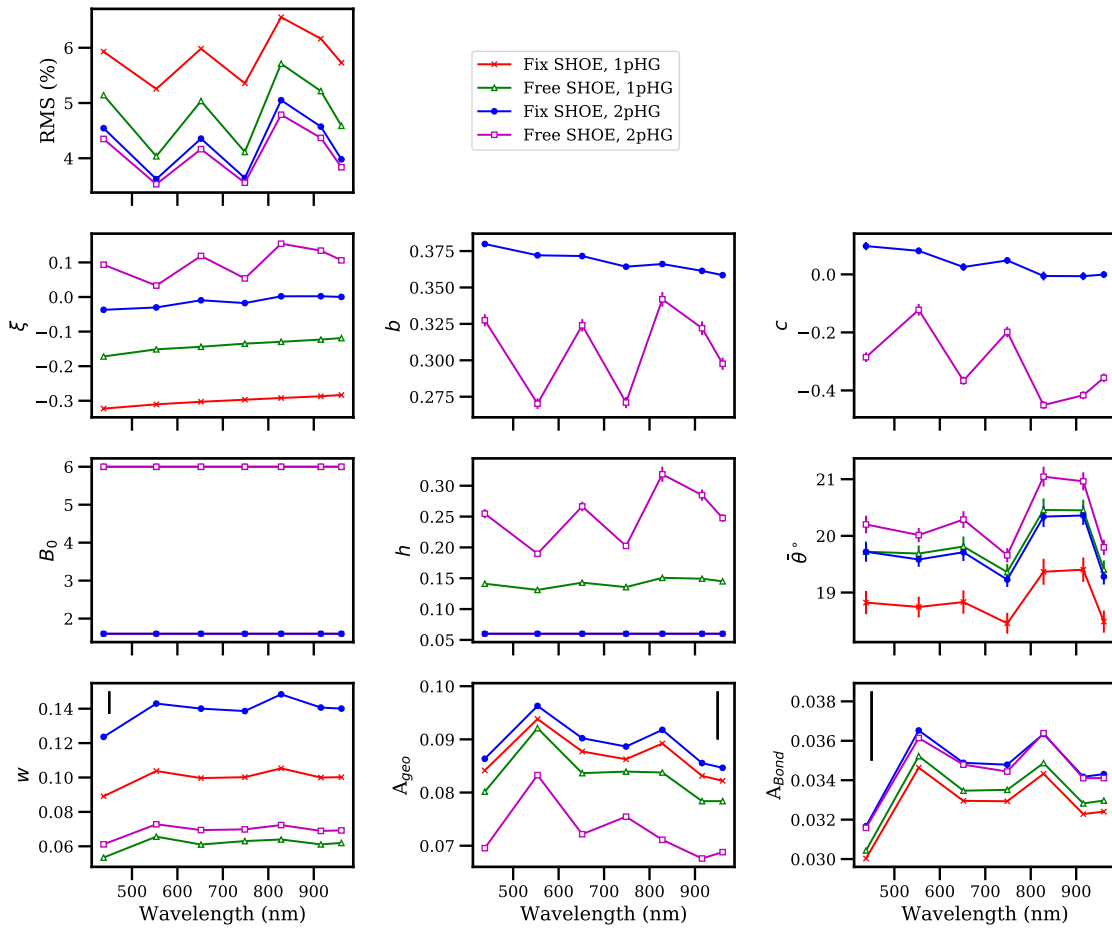 6
5
4
RMS (%)
Fix SHOE, 1pHG
Free SHOE, 1pHG
Fix SHOE, 2pHG
Free SHOE, 2pHG
0.1
0.0
−0.1
−0.2
−0.3
ξ
0.375
0.350
0.325
0.300
0.275
b
0.0
−0.2
−0.4
c
6
5
4
3
2
B₀
0.30
0.25
0.20
0.15
0.10
0.05
h
21
20
19
θ̄°
0.14
0.12
0.10
0.08
0.06
w
500 600 700 800 900
Wavelength (nm)
0.10
0.09
0.08
0.07
A_geo
500 600 700 800 900
Wavelength (nm)
0.038
0.036
0.034
0.032
0.030
A_Bond
500 600 700 800 900
Wavelength (nm)